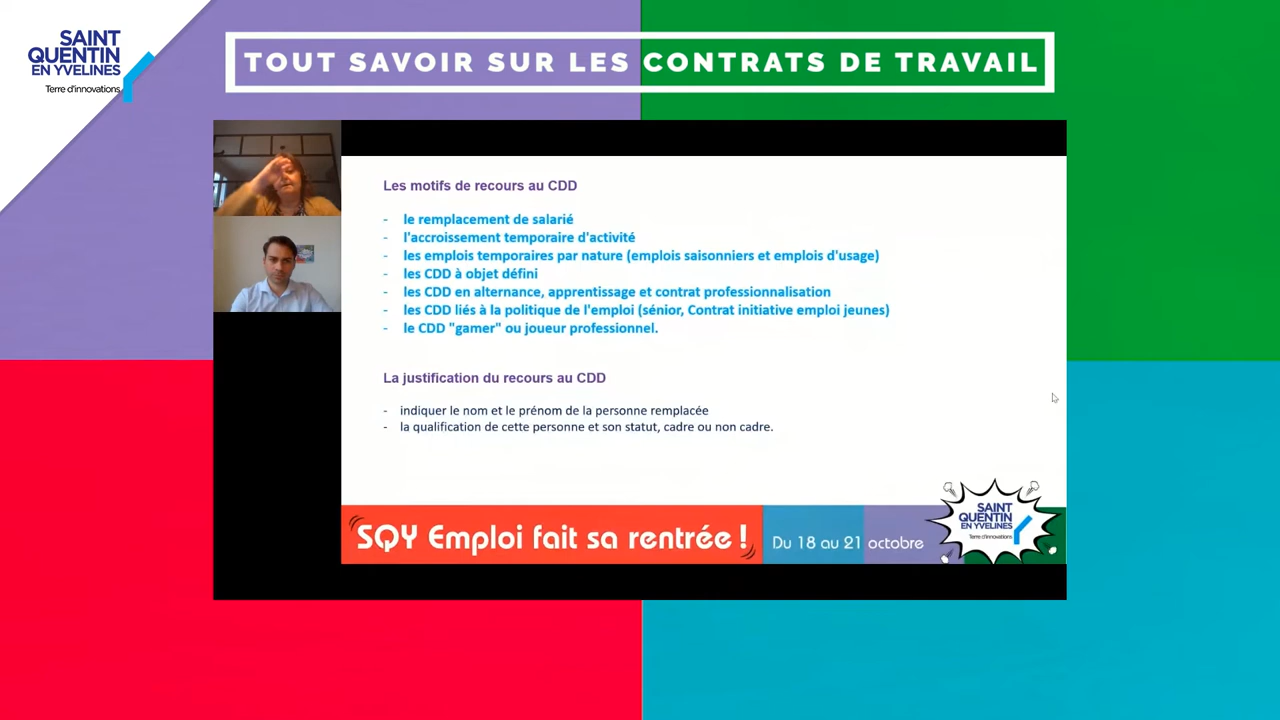 SAINT
QUENTIN
EN YVELINES
Terre d'innovations
TOUT SAVOIR SUR LES CONTRATS DE TRAVAIL
Les motifs de recours au CDD
- le remplacement de salarié
- l'accroissement temporaire d'activité
- les emplois temporaires par nature (emplois saisonniers et emplois d'usage)
- les CDD à objet défini
- les CDD en alternance, apprentissage et contrat professionnalisation
- les CDD liés à la politique de l'emploi (sénior, Contrat initiative emploi jeunes)
- le CDD "gamer" ou joueur professionnel.
La justification du recours au CDD
- indiquer le nom et le prénom de la personne remplacée
- la qualification de cette personne et son statut, cadre ou non cadre.
SQY Emploi fait sa rentrée !
Du 18 au 21 octobre
SAINT
QUENTIN
EN YVELINES
Terre d'innovations